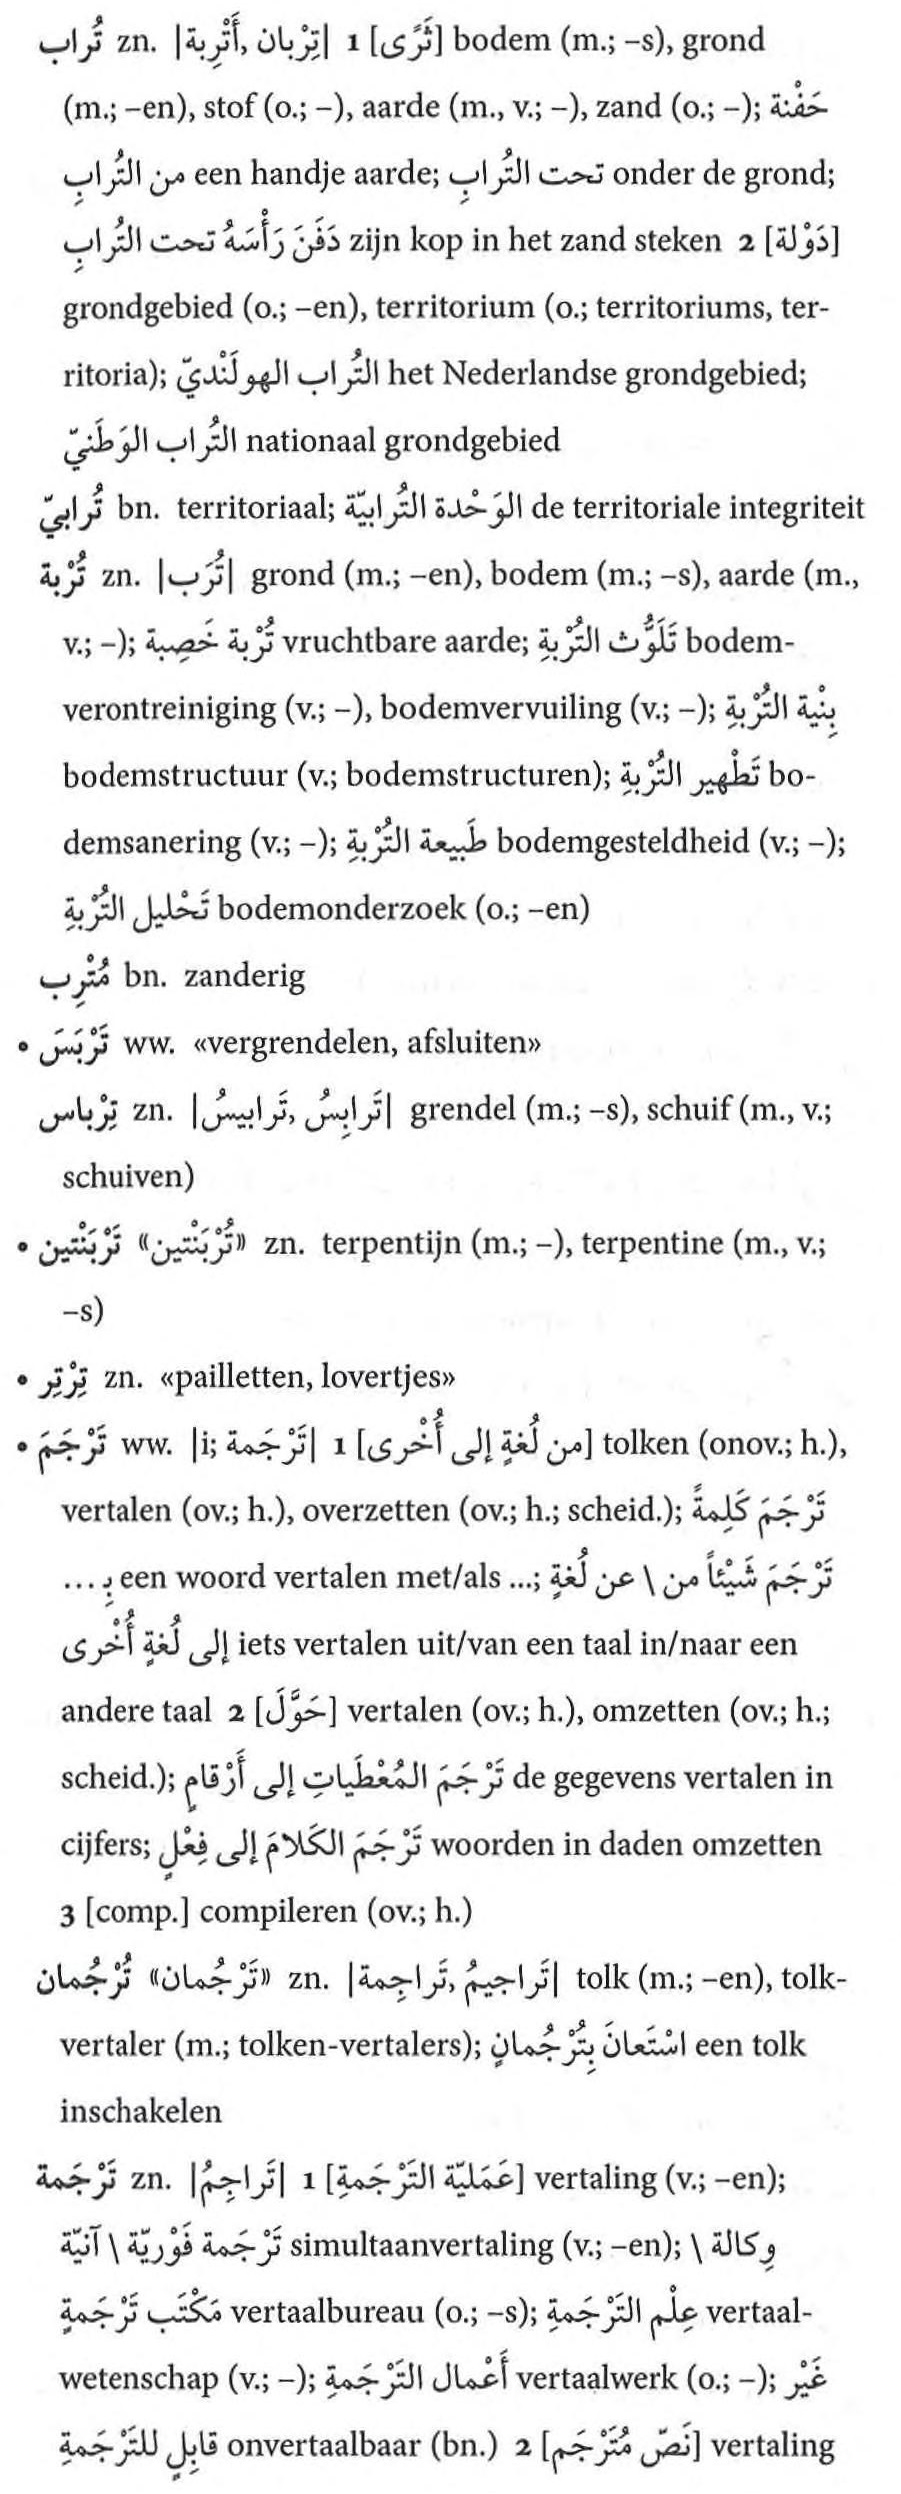 تُراب zn. |تِرْبان, أَتْرِبة| 1 [ثَرًى] bodem (m.; –s), grond
(m.; –en), stof (o.; –), aarde (m., v.; –), zand (o.; –); حَفْنة
من التُرابِ een handje aarde; تحت التُرابِ onder de grond;
دَفَنَ رَأْسَهُ تحت التُرابِ zijn kop in het zand steken 2 [دَوْلة]
grondgebied (o.; –en), territorium (o.; territoriums, ter-
ritoria); التُراب الهولَنْديّ het Nederlandse grondgebied;
التُراب الوَطَنيّ nationaal grondgebied
تُرابيّ bn. territoriaal; الوَحْدة التُرابيّة de territoriale integriteit
تُرْبة zn. |تُرَب| grond (m.; –en), bodem (m.; –s), aarde (m.,
v.; –); تُرْبة خَصِبة vruchtbare aarde; تَلَوُّث التُرْبةِ bodem-
verontreiniging (v.; –), bodemvervuiling (v.; –); بِنْية التُرْبةِ
bodemstructuur (v.; bodemstructuren); تَطْهير التُرْبةِ bo-
demsanering (v.; –); طَبيعة التُرْبةِ bodemgesteldheid (v.; –);
تَحْليل التُرْبةِ bodemonderzoek (o.; –en)
مُتْرِب bn. zanderig
• تَرْبَسَ ww. «vergrendelen, afsluiten»
تِرْباس zn. |تَرابِسُ, تَرابيسُ| grendel (m.; –s), schuif (m., v.;
schuiven)
• تَرْبَنْتين «تُرْبَنْتين» zn. terpentijn (m.; –), terpentine (m., v.;
–s)
• تِرْتِر zn. «pailletten, lovertjes»
• تَرْجَمَ ww. |i; تَرْجَمة| 1 [من لُغةٍ إلى أُخْرى] tolken (onov.; h.),
vertalen (ov.; h.), overzetten (ov.; h.; scheid.); تَرْجَمَ كَلِمةً
بِـ ... een woord vertalen met/als ...; تَرْجَمَ شَيْئاً من \ عن لُغةٍ
إلى لُغةٍ أُخْرى iets vertalen uit/van een taal in/naar een
andere taal 2 [حَوَّلَ] vertalen (ov.; h.), omzetten (ov.; h.;
scheid.); تَرْجَمَ المُعْطَياتِ إلى أَرْقامٍ de gegevens vertalen in
cijfers; تَرْجَمَ الكَلامَ إلى فِعْلٍ woorden in daden omzetten
3 [comp.] compileren (ov.; h.)
تُرْجُمان «تَرْجُمان» zn. |تَراجيمُ, تَراجِمة| tolk (m.; –en), tolk-
vertaler (m.; tolken-vertalers); اسْتَعانَ بِتُرْجُمانٍ een tolk
inschakelen
تَرْجَمة zn. |تَراجِمُ| 1 [عَمَليّة التَرْجَمةِ] vertaling (v.; –en);
تَرْجَمة فَوْريّة \ آنيّة simultaanvertaling (v.; –en); وِكالة \
مَكْتَب تَرْجَمةٍ vertaalbureau (o.; –s); عِلْم التَرْجَمةِ vertaal-
wetenschap (v.; –); أَعْمال التَرْجَمةِ vertaalwerk (o.; –); غَيْر
قابِلٍ للتَرْجَمةِ onvertaalbaar (bn.) 2 [نَصّ مُتَرْجَم] vertaling